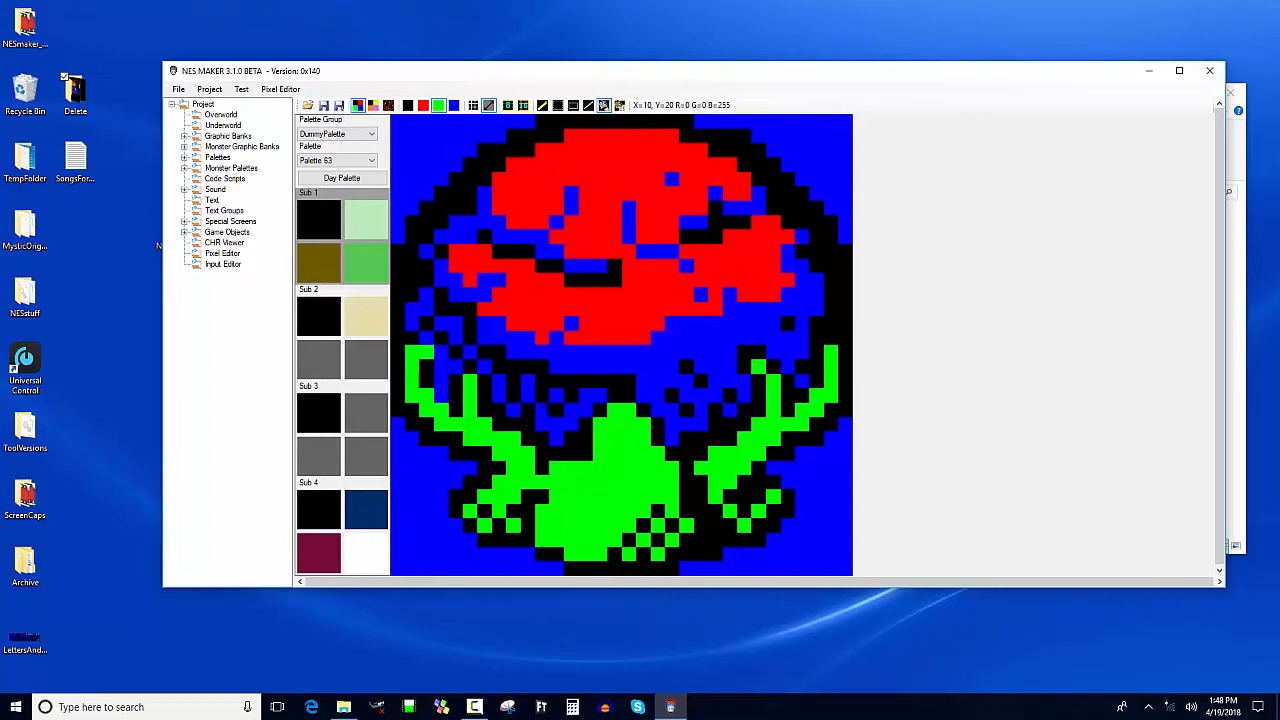 NESmaker_...
Recycle Bin
Delete
TempFolder
SongsFor...
MysticOrig...
N
NESstuff
Universal
Control
ToolVersions
ScreenCaps
Archive
LettersAnd...
NES MAKER 3.1.0 BETA - Version: 0x140
File Project Test Pixel Editor
X=10, Y=20 R=0 G=0 B=255
Project
Overworld
Underworld
Graphic Banks
Monster Graphic Banks
Palettes
Monster Palettes
Code Scripts
Sound
Text
Text Groups
Special Screens
Game Objects
CHR Viewer
Pixel Editor
Input Editor
Palette Group
DummyPalette
Palette
Palette 63
Day Palette
Sub 1
Sub 2
Sub 3
Sub 4
Type here to search
1:48 PM
4/19/2018